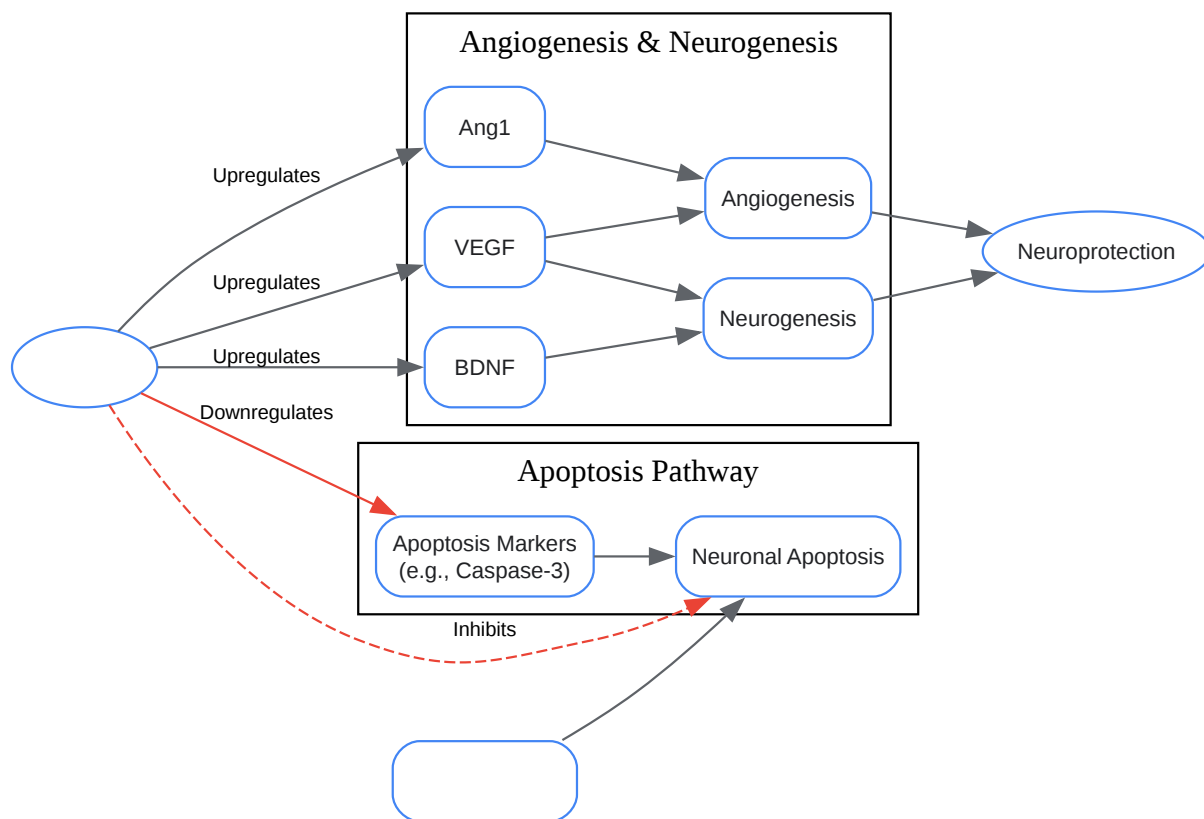 Angiogenesis & Neurogenesis
Ang1
Upregulates
Angiogenesis
VEGF
Neuroprotection
Upregulates
Neurogenesis
Upregulates
BDNF
Downregulates
Apoptosis Pathway
Apoptosis Markers
(e.g., Caspase-3)
Neuronal Apoptosis
Inhibits